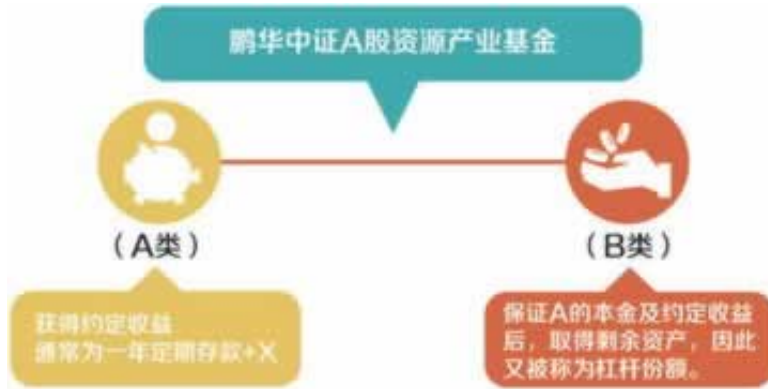 鹏华中证A股资源产业基金
（A类）
（B类）
获得约定收益
通常为一年定期存款+X
保证A的本金及约定收益
后，取得剩余资产，因此
又被称为杠杆份额。